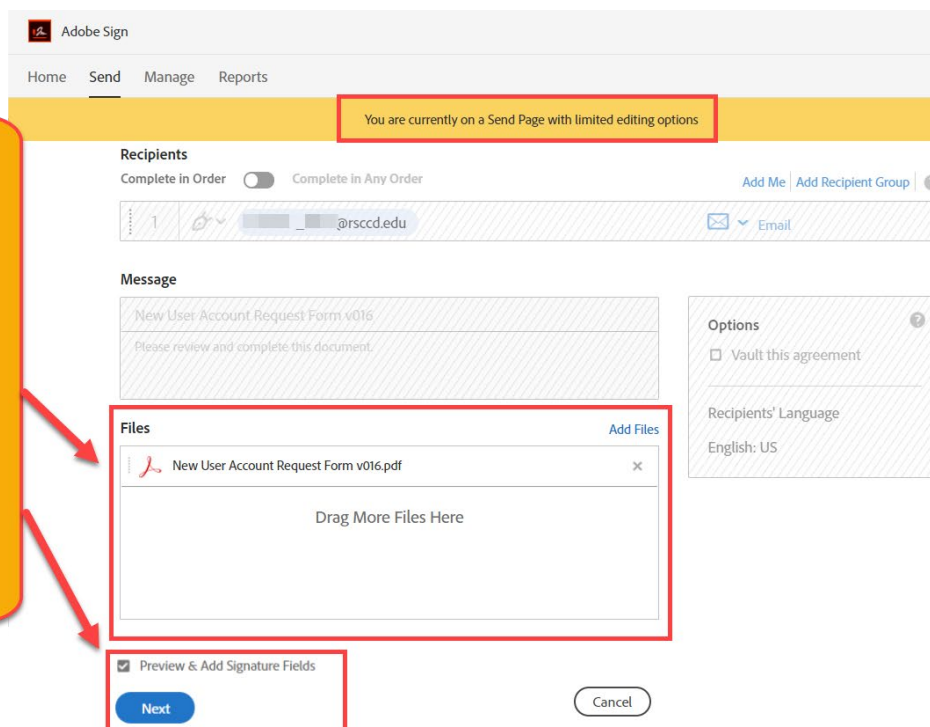 Adobe Sign
Home Send Manage Reports
You are currently on a Send Page with limited editing options
Recipients
Complete in Order Complete in Any Order
Add Me Add Recipient Group
1 _ @rsccd.edu Email
Message
New User Account Request Form v016
Please review and complete this document.
Options
Vault this agreement
Recipients' Language
English: US
Files Add Files
New User Account Request Form v016.pdf
Drag More Files Here
Preview & Add Signature Fields
Next Cancel